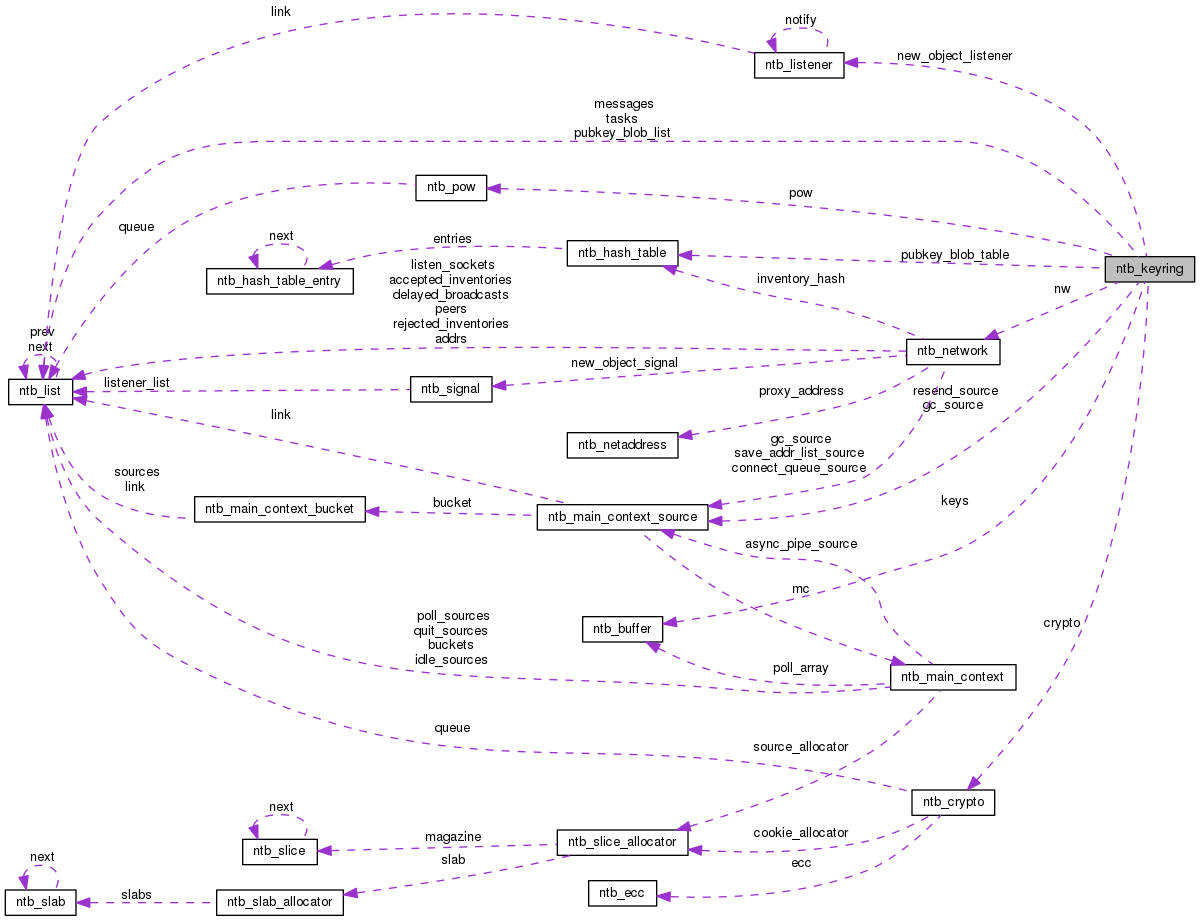 link
notify
ntb_listener
new_object_listener
messages
tasks
pubkey_blob_list
ntb_pow
pow
queue
next
entries
ntb_hash_table
pubkey_blob_table
ntb_keyring
ntb_hash_table_entry
inventory_hash
nw
listen_sockets
accepted_inventories
delayed_broadcasts
peers
rejected_inventories
addrs
prev
next
ntb_network
ntb_list
listener_list
ntb_signal
new_object_signal
proxy_address
resend_source
gc_source
link
ntb_netaddress
gc_source
save_addr_list_source
connect_queue_source
sources
link
ntb_main_context_bucket
bucket
ntb_main_context_source
keys
async_pipe_source
mc
poll_sources
quit_sources
buckets
idle_sources
ntb_buffer
crypto
poll_array
ntb_main_context
queue
source_allocator
ntb_crypto
next
ntb_slice
magazine
ntb_slice_allocator
cookie_allocator
slab
ecc
next
ntb_slab
slabs
ntb_slab_allocator
ntb_ecc